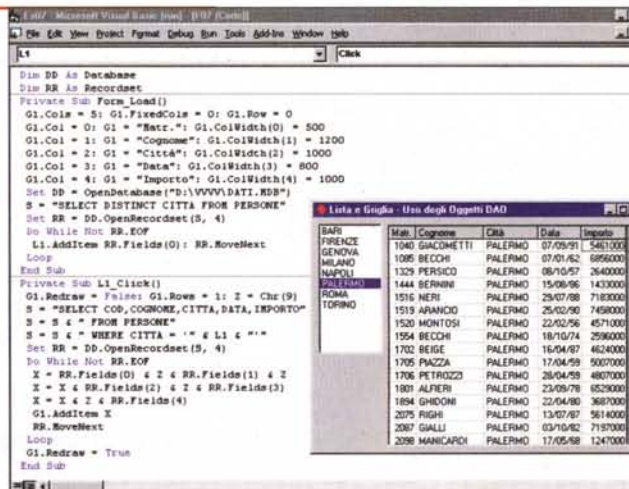 Es07 - Microsoft Visual Basic [run] - [F07 (Code)]
File Edit View Project Format Debug Run Tools Add-Ins Window Help
L1 Click
Dim DD As Database
Dim RR As Recordset
Private Sub Form_Load()
G1.Cols = 5: G1.FixedCols = 0: G1.Row = 0
G1.Col = 0: G1 = "Matr.": G1.ColWidth(0) = 500
G1.Col = 1: G1 = "Cognome": G1.ColWidth(1) = 1200
G1.Col = 2: G1 = "Città": G1.ColWidth(2) = 1000
G1.Col = 3: G1 = "Data": G1.ColWidth(3) = 800
G1.Col = 4: G1 = "Importo": G1.ColWidth(4) = 1000
Set DD = OpenDatabase("D:\VVVV\DATI.MDB")
S = "SELECT DISTINCT CITTA FROM PERSONE"
Set RR = DD.OpenRecordset(S, 4)
Do While Not RR.EOF
L1.AddItem RR.Fields(0): RR.MoveNext
Loop
End Sub
Private Sub L1_Click()
G1.Redraw = False: G1.Rows = 1: Z = Chr(9)
S = "SELECT COD,COGNOME,CITTA,DATA,IMPORTO"
S = S & " FROM PERSONE"
S = S & " WHERE CITTA = '" & L1 & "'"
Set RR = DD.OpenRecordset(S, 4)
Do While Not RR.EOF
X = RR.Fields(0) & Z & RR.Fields(1) & Z
X = X & RR.Fields(2) & Z & RR.Fields(3)
X = X & Z & RR.Fields(4)
G1.AddItem X
RR.MoveNext
Loop
G1.Redraw = True
End Sub
Lista e Griglia - Uso degli Oggetti DAO
BARI
FIRENZE
GENOVA
MILANO
NAPOLI
PALERMO
ROMA
TORINO
Matr. Cognome Città Data Importo
1040 GIACOMETTI PALERMO 07/09/91 5461000
1085 BECCHI PALERMO 07/01/62 6856000
1329 PERSICO PALERMO 08/10/57 2640000
1444 BERNINI PALERMO 15/08/86 1433000
1516 NERI PALERMO 29/07/88 7183000
1519 ARANCIO PALERMO 25/02/90 7458000
1520 MONTOSI PALERMO 22/02/56 4571000
1554 BECCHI PALERMO 18/10/74 2596000
1702 BEIGE PALERMO 16/04/87 4624000
1705 PIAZZA PALERMO 17/04/59 5007000
1706 PETROZZI PALERMO 26/04/59 4807000
1801 ALFIERI PALERMO 23/09/78 6529000
1894 GHIDONI PALERMO 22/04/80 3687000
2075 RIGHI PALERMO 13/07/87 5614000
2087 GIALLI PALERMO 03/10/82 7197000
2098 MANICARDI PALERMO 17/05/68 1247000